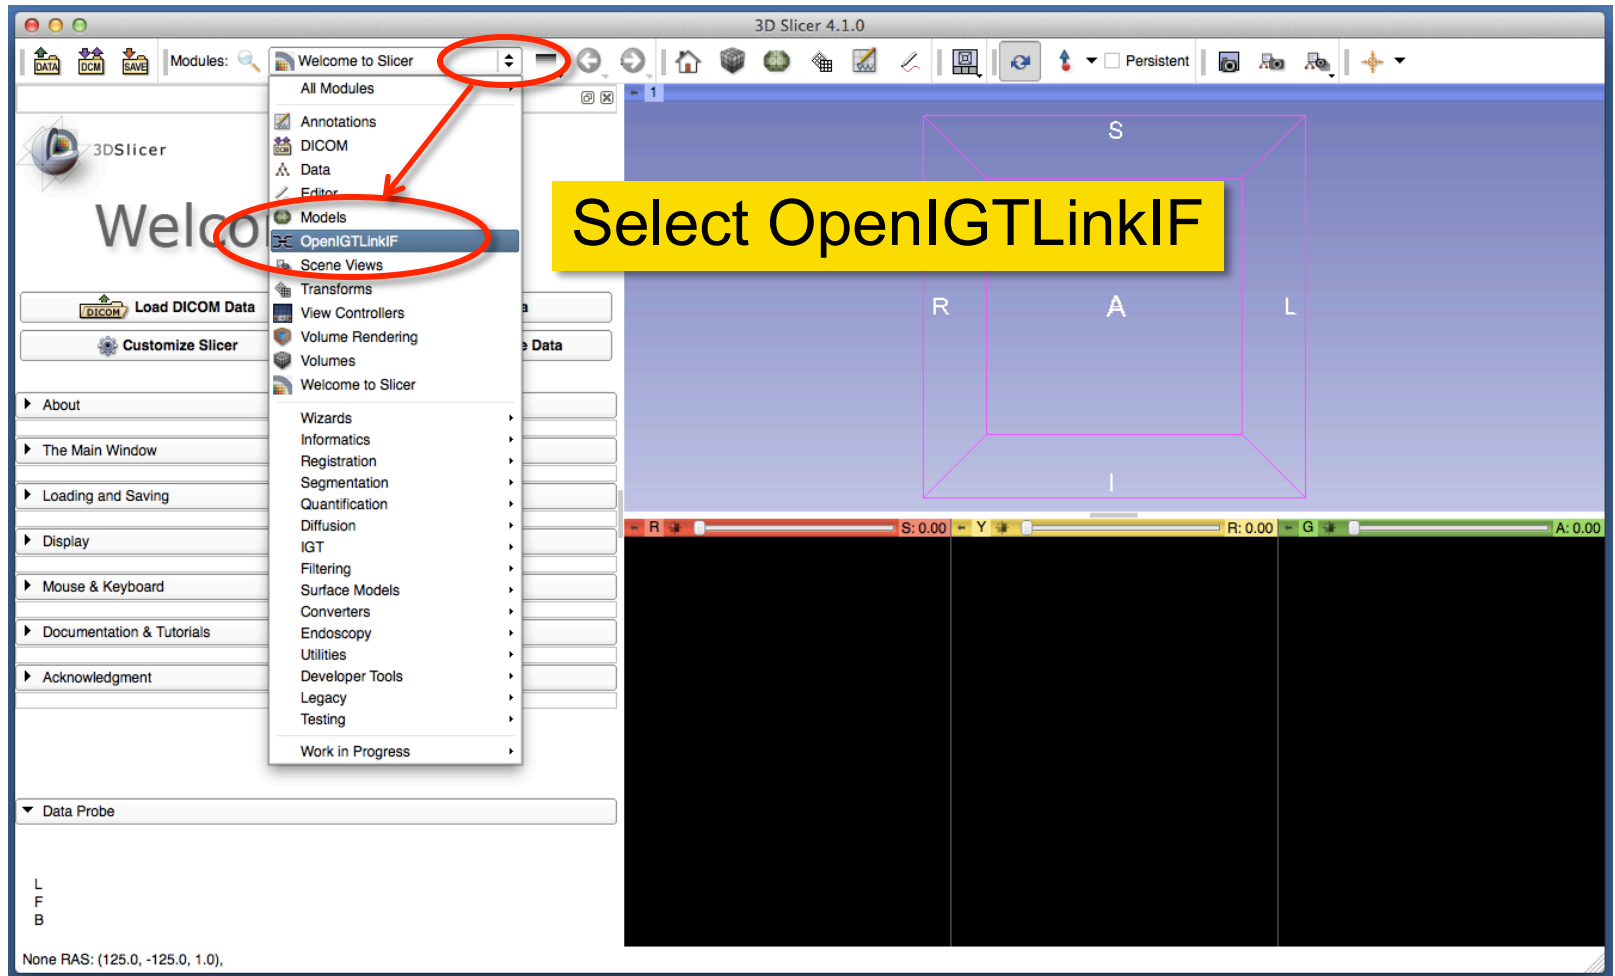 3D Slicer 4.1.0
DATA DCM SAVE Modules: Welcome to Slicer Persistent
All Modules
1
Annotations
3DSlicer
DICOM
Data
Editor
Models
Welco
OpenIGTLinkIF
Select OpenIGTLinkIF
Scene Views
Transforms
DICOM Load DICOM Data
View Controllers
Customize Slicer
Volume Rendering
e Data
Volumes
Welcome to Slicer
S
R A L
I
About
The Main Window
Loading and Saving
Display
Mouse & Keyboard
Documentation & Tutorials
Acknowledgment
Wizards
Informatics
Registration
Segmentation
Quantification
Diffusion
IGT
Filtering
Surface Models
Converters
Endoscopy
Utilities
Developer Tools
Legacy
Testing
Work in Progress
R S: 0.00 Y R: 0.00 G A: 0.00
Data Probe
L
F
B
None RAS: (125.0, -125.0, 1.0),